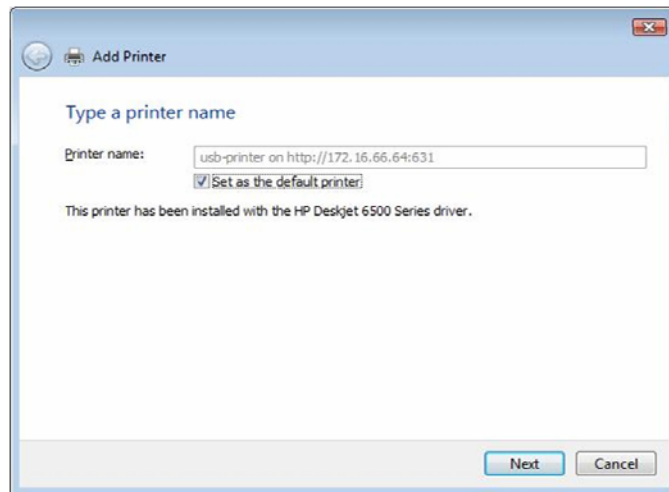 Add Printer
Type a printer name
Printer name:
usb-printer on http://172.16.66.64:631
Set as the default printer
This printer has been installed with the HP Deskjet 6500 Series driver.
Next
Cancel